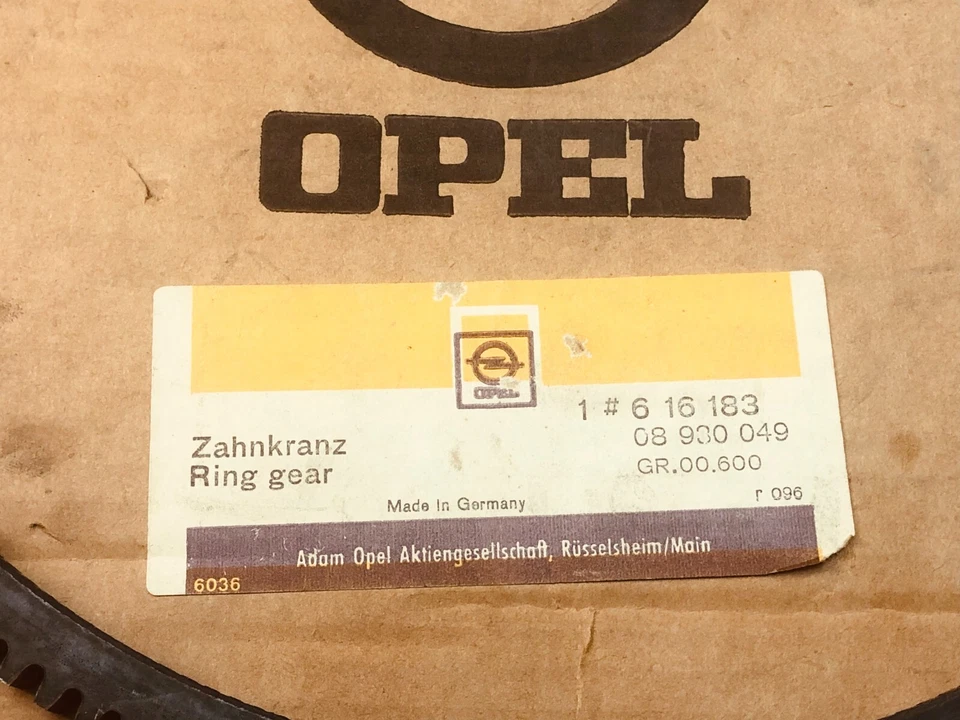 OPEL
OPEL
1 # 6 16 183
08 930 049
Zahnkranz
GR.00.600
Ring gear
r 096
Made in Germany
Adam Opel Aktiengesellschaft, Rüsselsheim/Main
6036